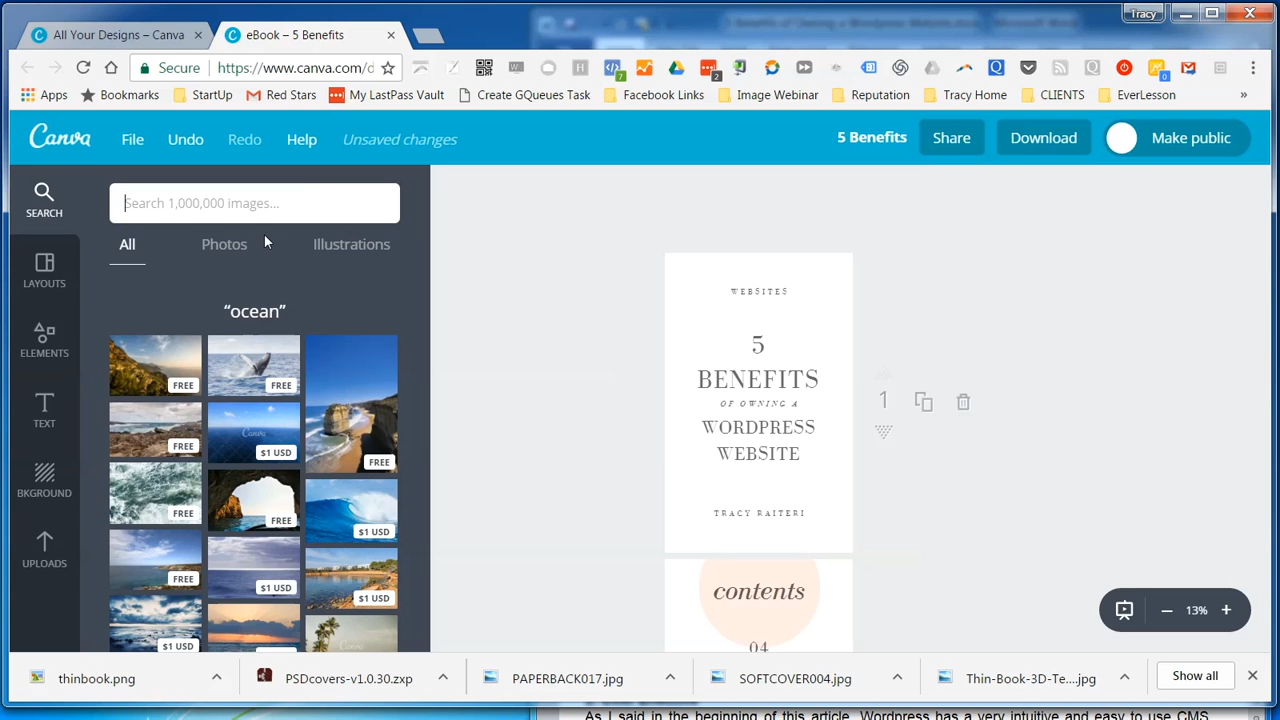 Tracy
All Your Designs – Canva
eBook – 5 Benefits
Secure
https://www.canva.com/d
7
2
0
Apps
Bookmarks
StartUp
Red Stars
My LastPass Vault
Create GQueues Task
Facebook Links
Image Webinar
Reputation
Tracy Home
CLIENTS
EverLesson
»
Canva
File
Undo
Redo
Help
Unsaved changes
5 Benefits
Share
Download
Make public
SEARCH
LAYOUTS
ELEMENTS
TEXT
BKGROUND
UPLOADS
Search 1,000,000 images...
All
Photos
Illustrations
“ocean”
FREE
FREE
FREE
FREE
$1 USD
FREE
FREE
$1 USD
FREE
$1 USD
$1 USD
$1 USD
WEBSITES
5
BENEFITS
OF OWNING A
WORDPRESS
WEBSITE
TRACY RAITERI
1
contents
04
13%
thinbook.png
PSDcovers-v1.0.30.zxp
PAPERBACK017.jpg
SOFTCOVER004.jpg
Thin-Book-3D-Te....jpg
Show all
As I said in the beginning of this article, Wordpress has a very intuitive and easy to use CMS